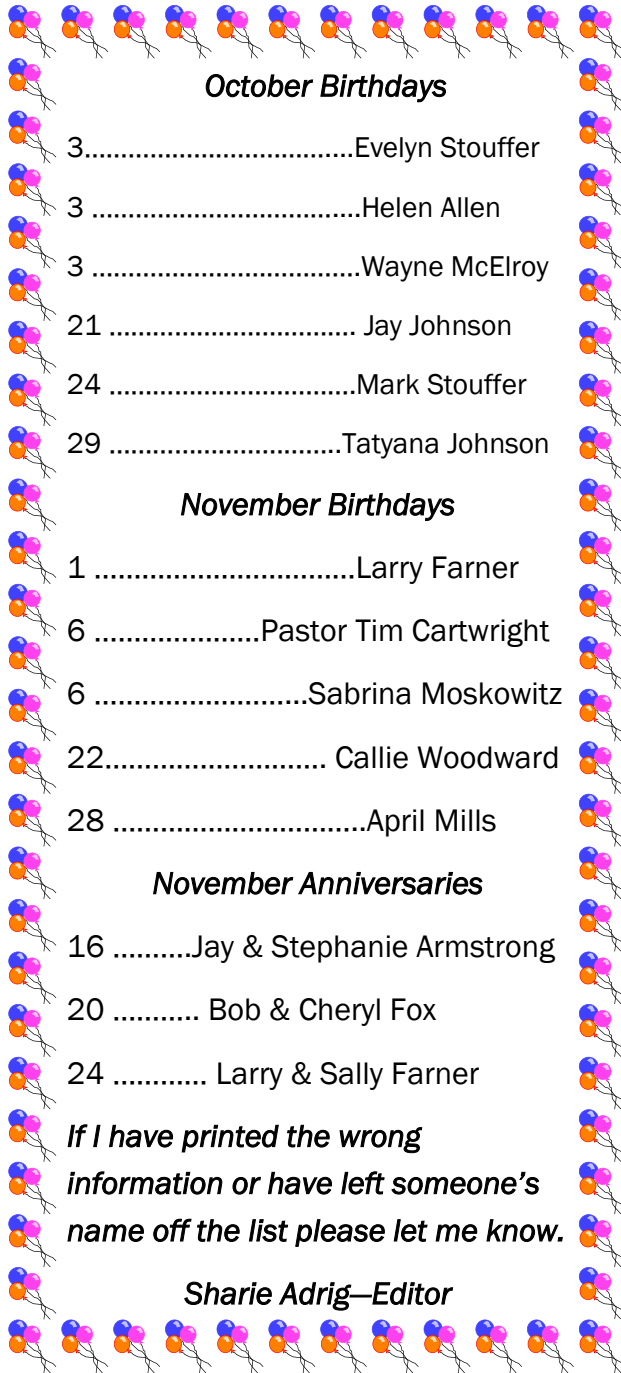 October Birthdays
3.....................................Evelyn Stouffer
3 .....................................Helen Allen
3 .....................................Wayne McElroy
21 .................................. Jay Johnson
24 ..................................Mark Stouffer
29 ................................Tatyana Johnson
November Birthdays
1 ..................................Larry Farner
6 .....................Pastor Tim Cartwright
6 ...........................Sabrina Moskowitz
22............................ Callie Woodward
28 ................................April Mills
November Anniversaries
16 ..........Jay & Stephanie Armstrong
20 ........... Bob & Cheryl Fox
24 ............ Larry & Sally Farner
If I have printed the wrong
information or have left someone’s
name off the list please let me know.
Sharie Adrig—Editor